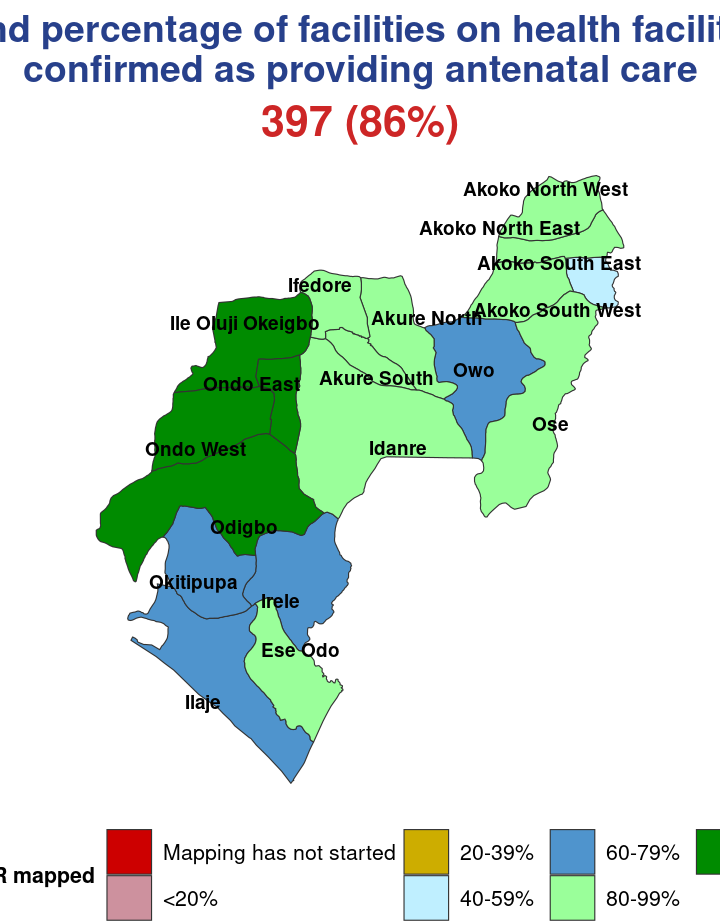 percentage of facilities on health
confirmed as providing antenatal care
397 (86%)
Akoko North West
Akoko North East
Akoko South East
Ifedore
Akoko South West
Akure North
Ile Oluji Okeigbo
Owo
Akure South
Ondo East
Ose
Idanre
Ondo West
Odigbo
Okitipupa
Irele
Ese Odo
Ilaje
Mapping has not started
20-39%
60-79%
R mapped
<20%
40-59%
80-99%